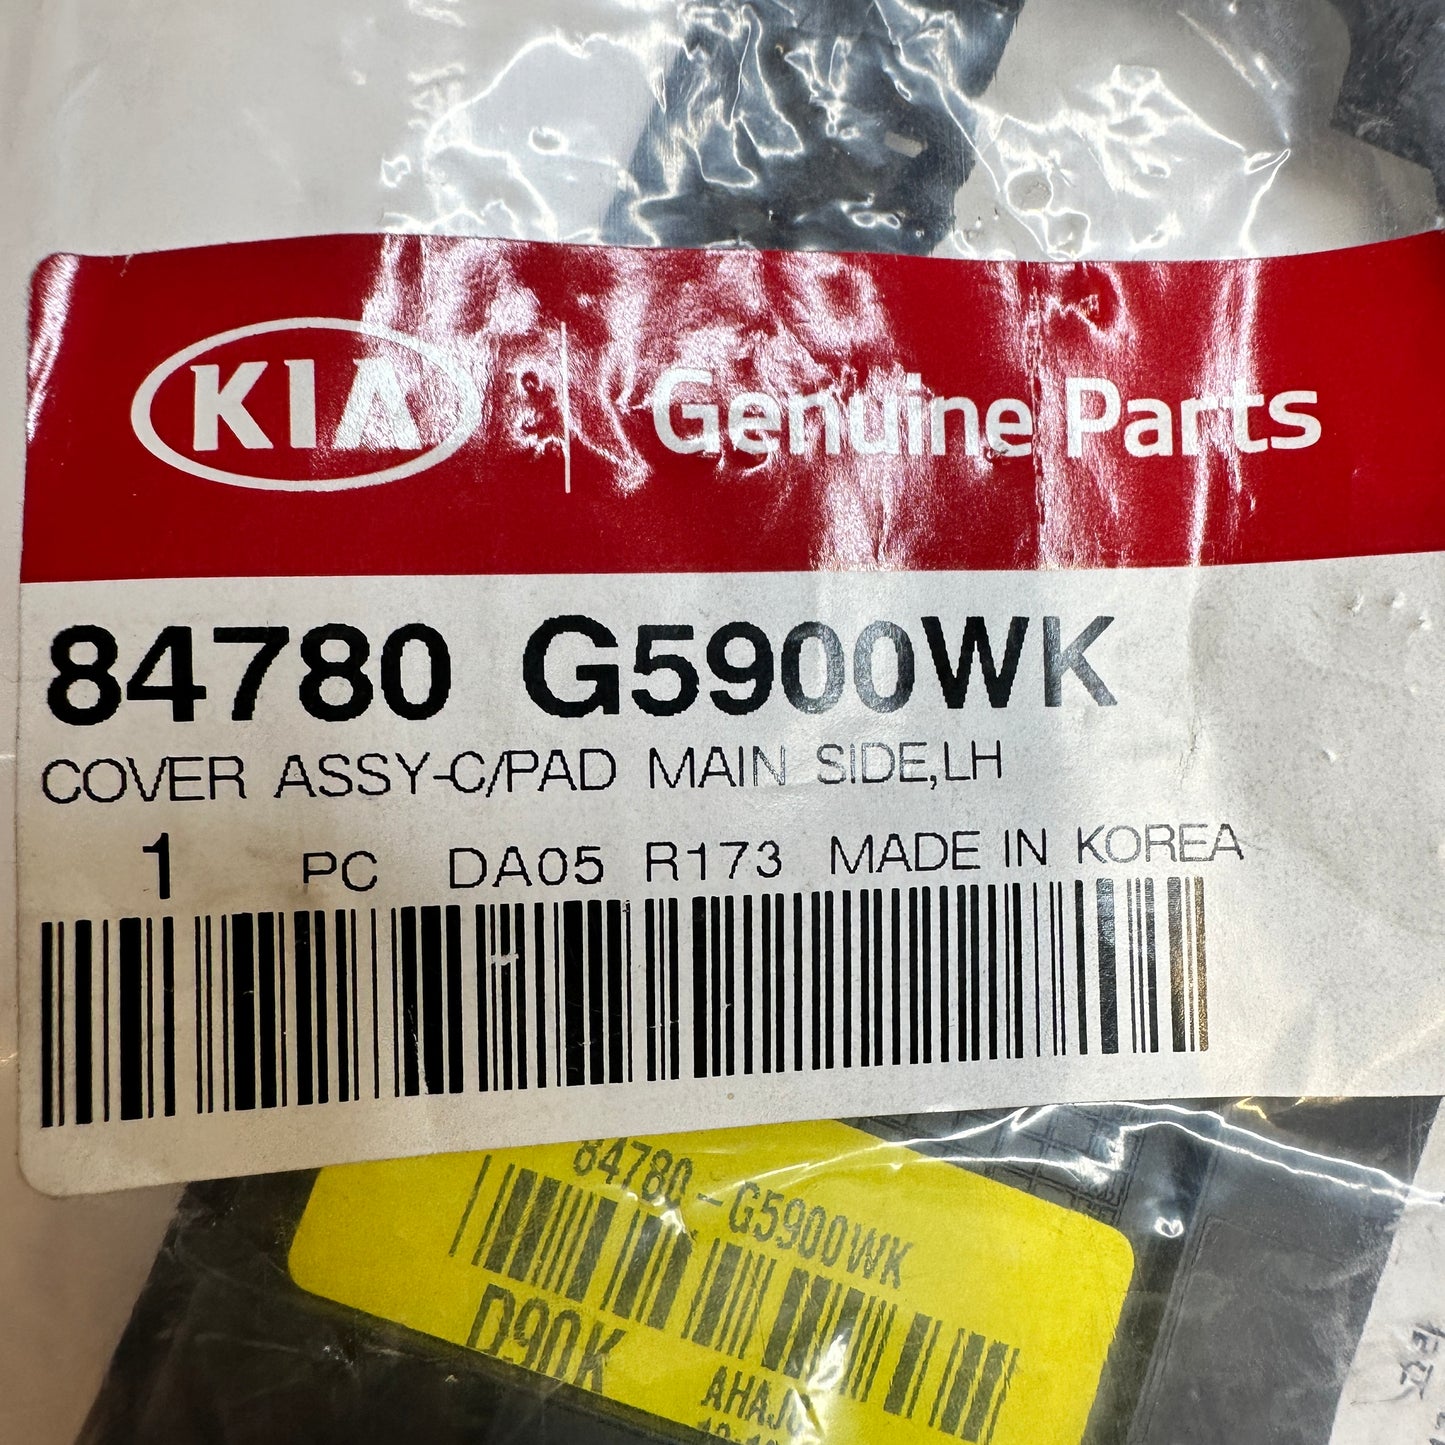 KIA Genuine Parts
84780 G5900WK
COVER ASSY-C/PAD MAIN SIDE,LH
1 PC DA05 R173 MADE IN KOREA
84780-G5900WK
D90K